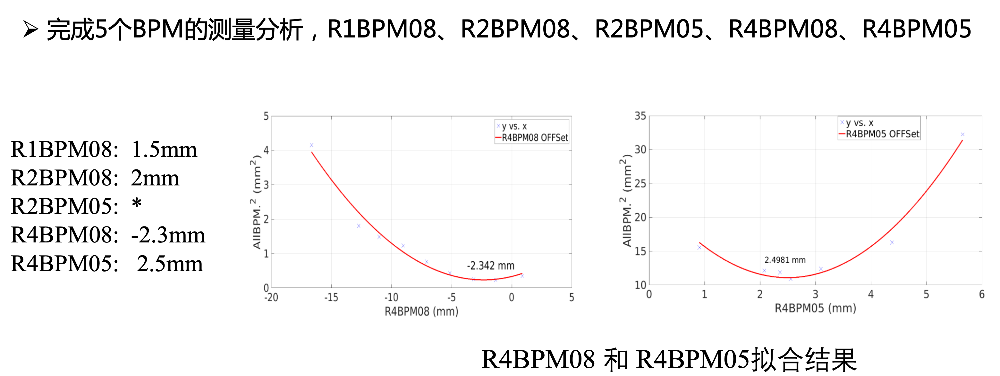 ➢ 完成5个BPM的测量分析，R1BPM08、R2BPM08、R2BPM05、R4BPM08、R4BPM05
R1BPM08: 1.5mm
R2BPM08: 2mm
R2BPM05: *
R4BPM08: -2.3mm
R4BPM05: 2.5mm
5
4
3
2
1
0
AllBPM.² (mm²)
y vs. x
R4BPM08 OFFSet
-2.342 mm
-20 -15 -10 -5 0 5
R4BPM08 (mm)
35
30
25
20
15
10
AllBPM.² (mm²)
y vs. x
R4BPM05 OFFSet
2.4981 mm
0 1 2 3 4 5 6
R4BPM05 (mm)
R4BPM08 和 R4BPM05拟合结果